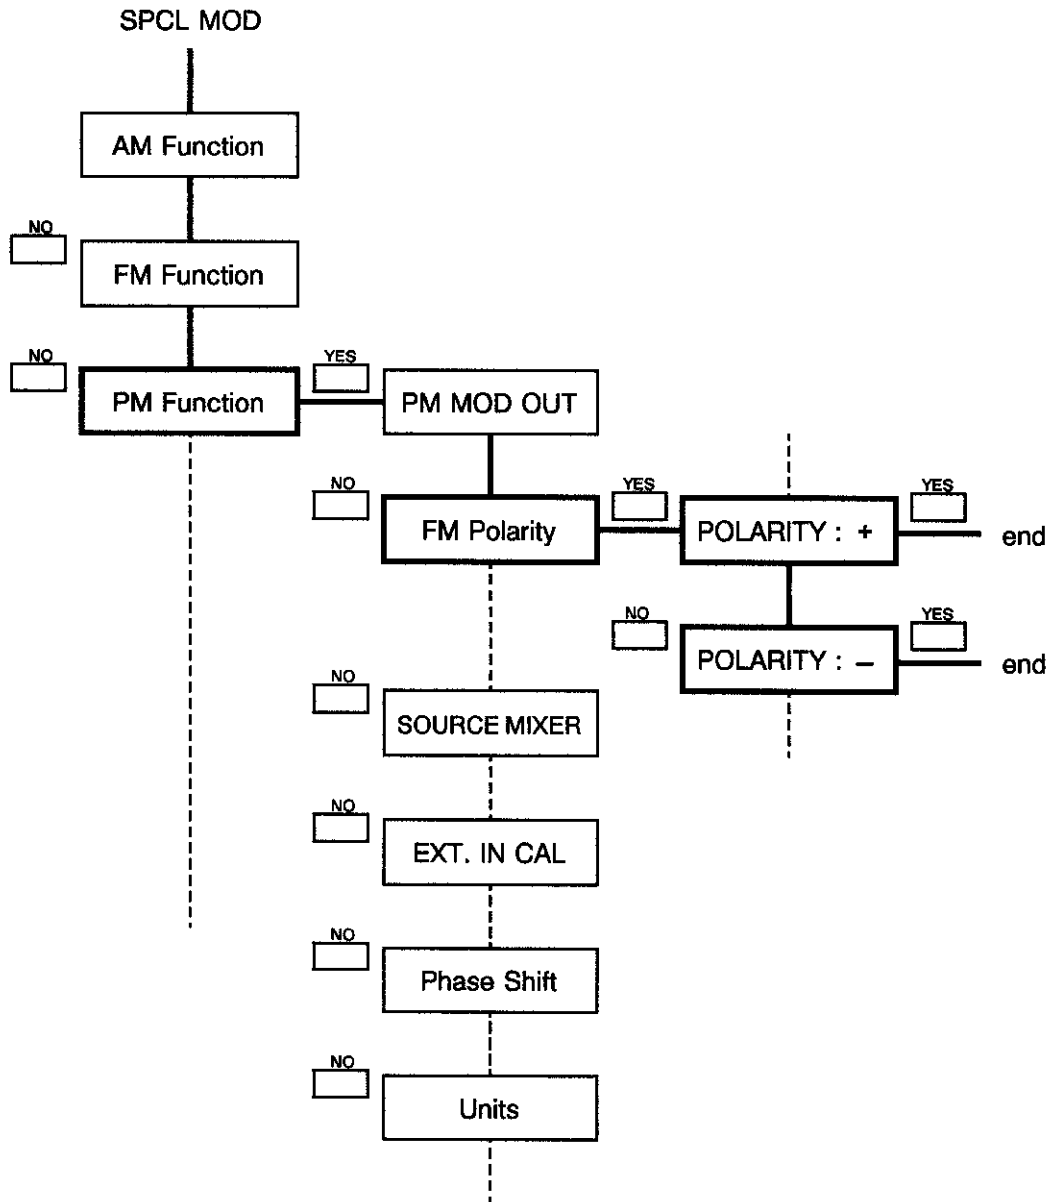 SPCL MOD
AM Function
NO
FM Function
NO
PM Function
YES
PM MOD OUT
NO
FM Polarity
YES
POLARITY : +
YES
end
NO
POLARITY : –
YES
end
NO
SOURCE MIXER
NO
EXT. IN CAL
NO
Phase Shift
NO
Units